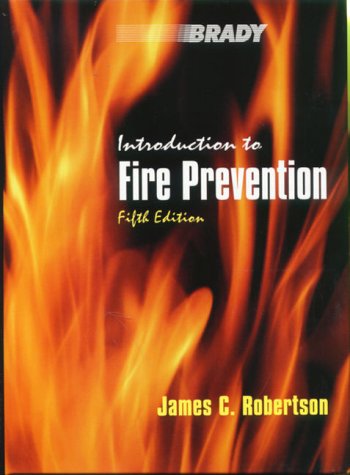 BRADY
Introduction to
Fire Prevention
Fifth Edition
James C. Robertson